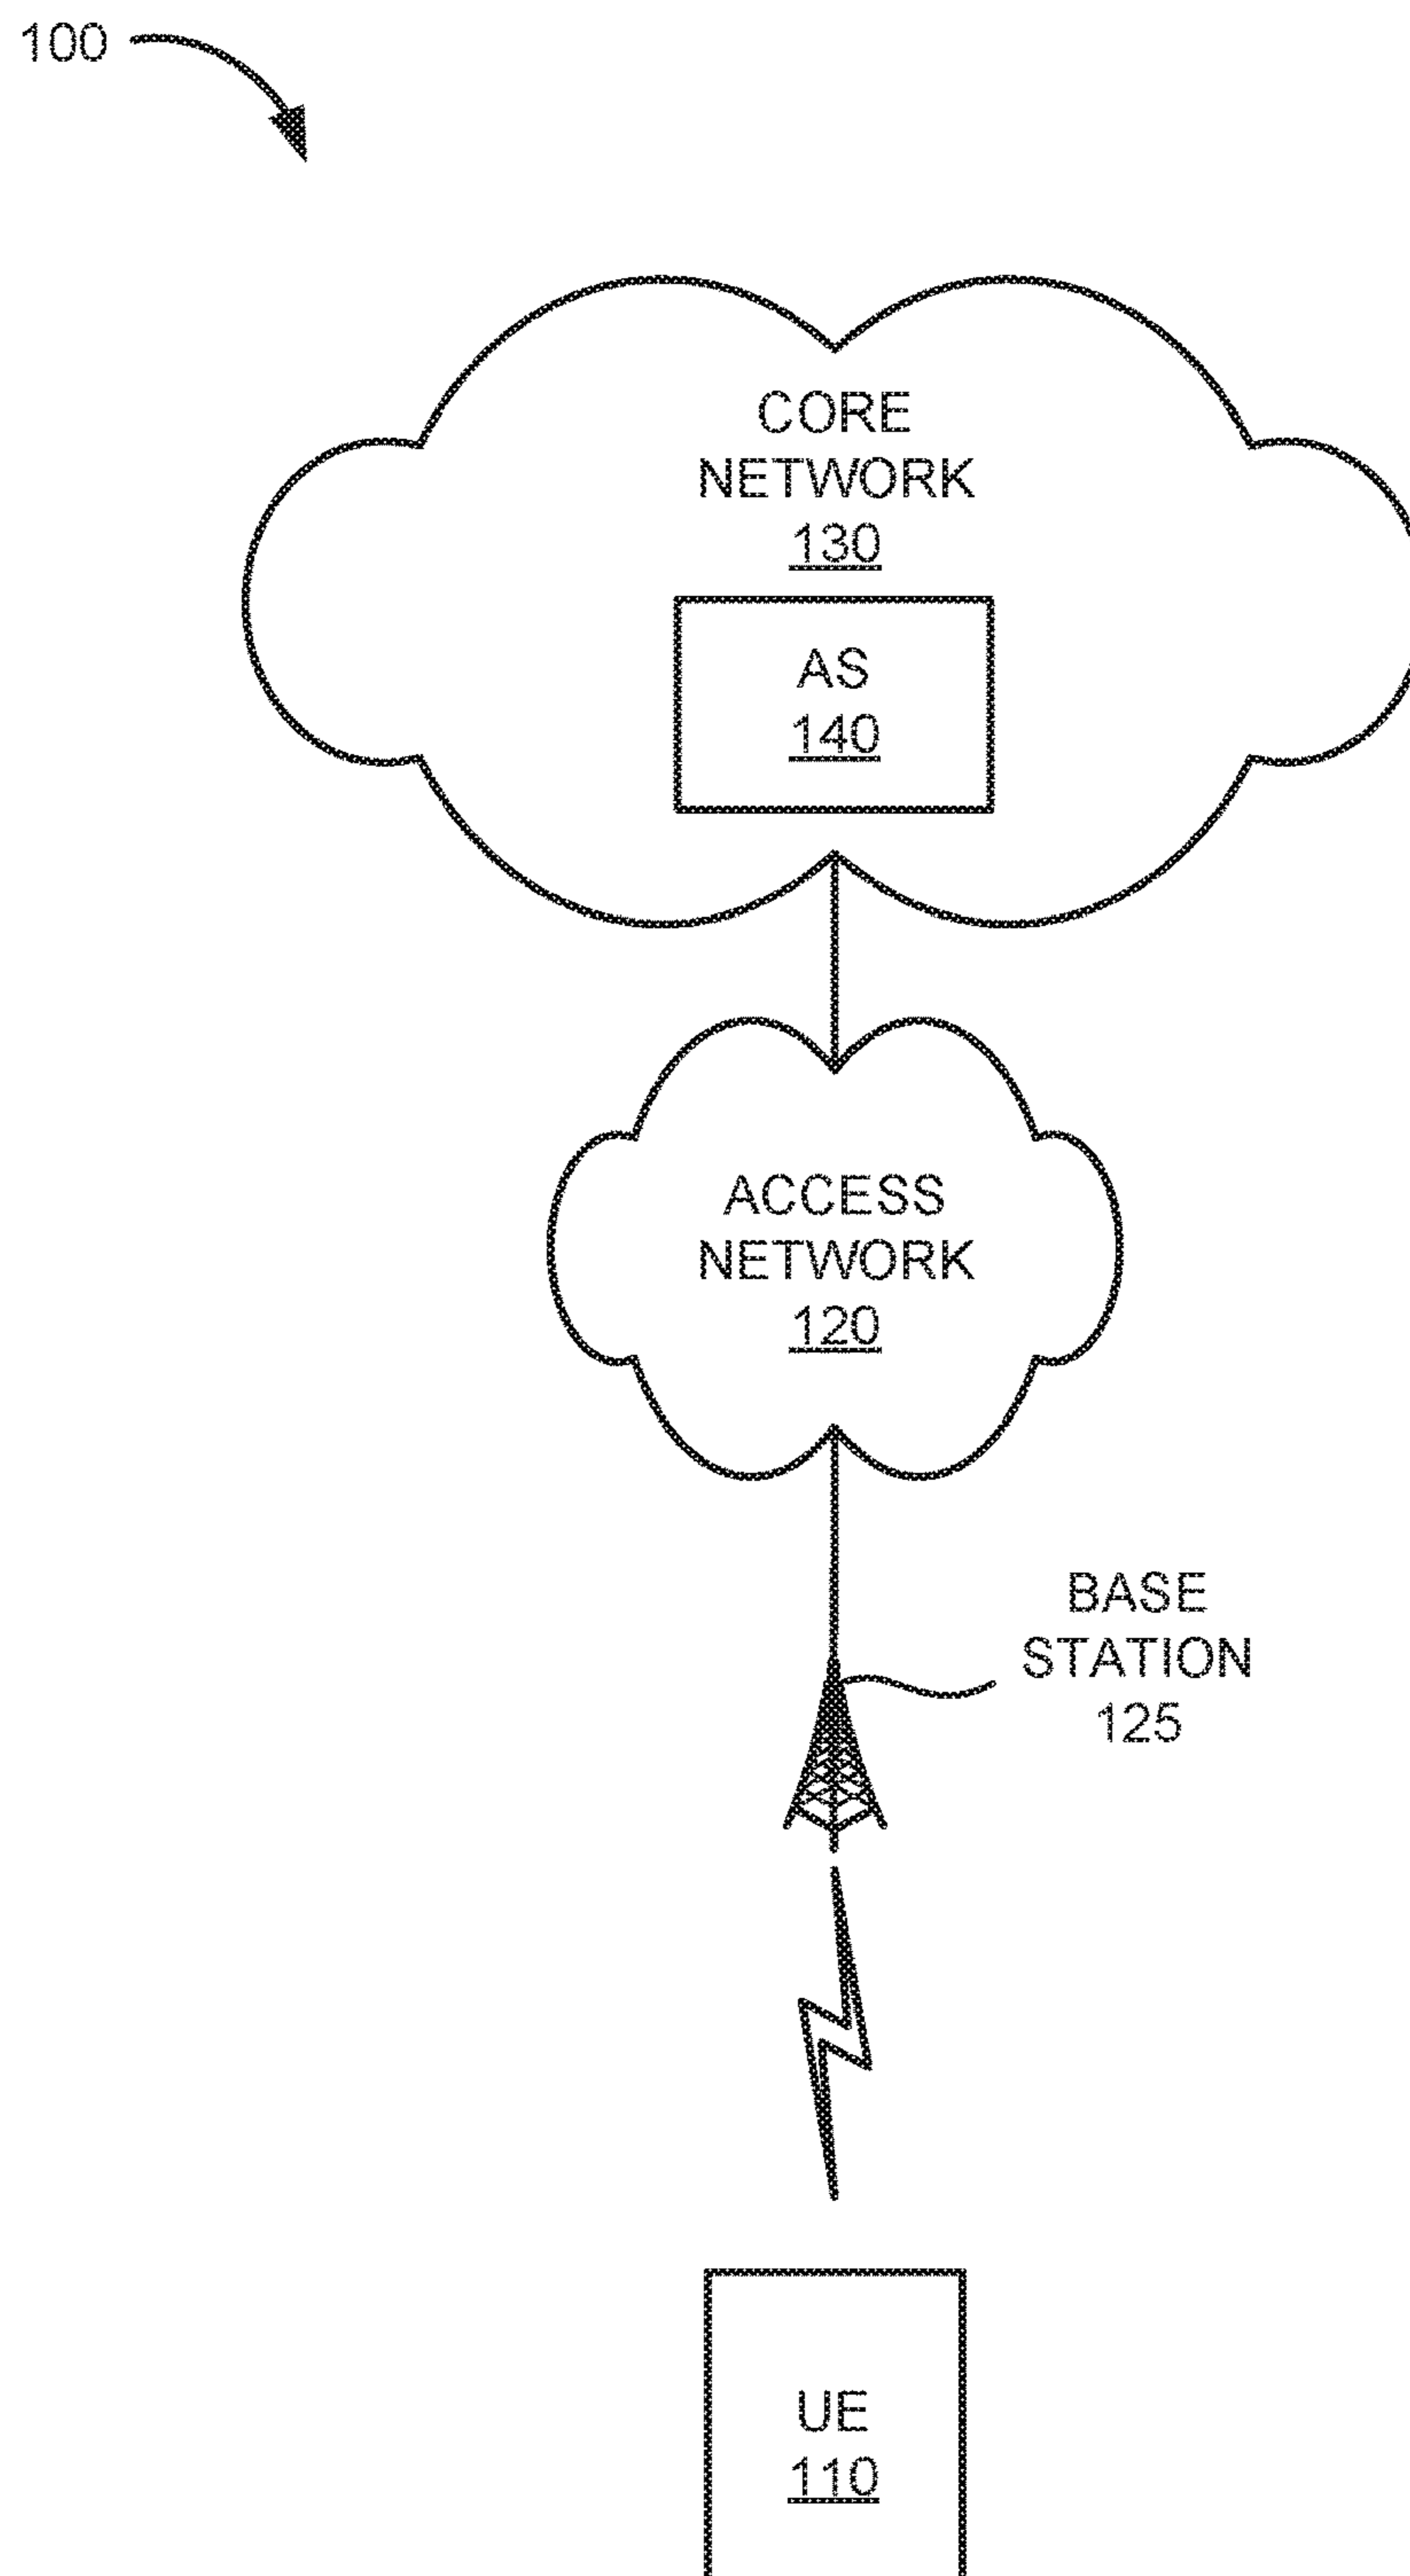 100
CORE
NETWORK
130
AS
140
ACCESS
NETWORK
120
BASE
STATION
125
UE
110